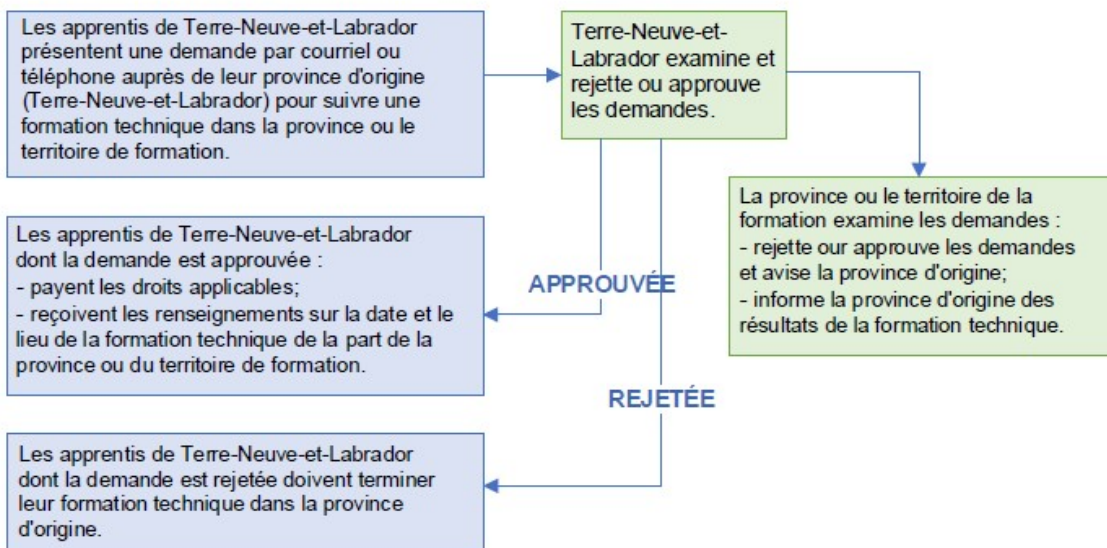 Les apprentis de Terre-Neuve-et-Labrador
présentent une demande par courriel ou
téléphone auprès de leur province d'origine
(Terre-Neuve-et-Labrador) pour suivre une
formation technique dans la province ou le
territoire de formation.
Terre-Neuve-et-
Labrador examine et
rejette ou approuve
les demandes.
La province ou le territoire de la
formation examine les demandes :
- rejette our approuve les demandes
et avise la province d'origine;
- informe la province d'origine des
résultats de la formation technique.
APPROUVÉE
Les apprentis de Terre-Neuve-et-Labrador
dont la demande est approuvée :
- payent les droits applicables;
- reçoivent les renseignements sur la date et le
lieu de la formation technique de la part de la
province ou du territoire de formation.
REJETÉE
Les apprentis de Terre-Neuve-et-Labrador
dont la demande est rejetée doivent terminer
leur formation technique dans la province
d'origine.